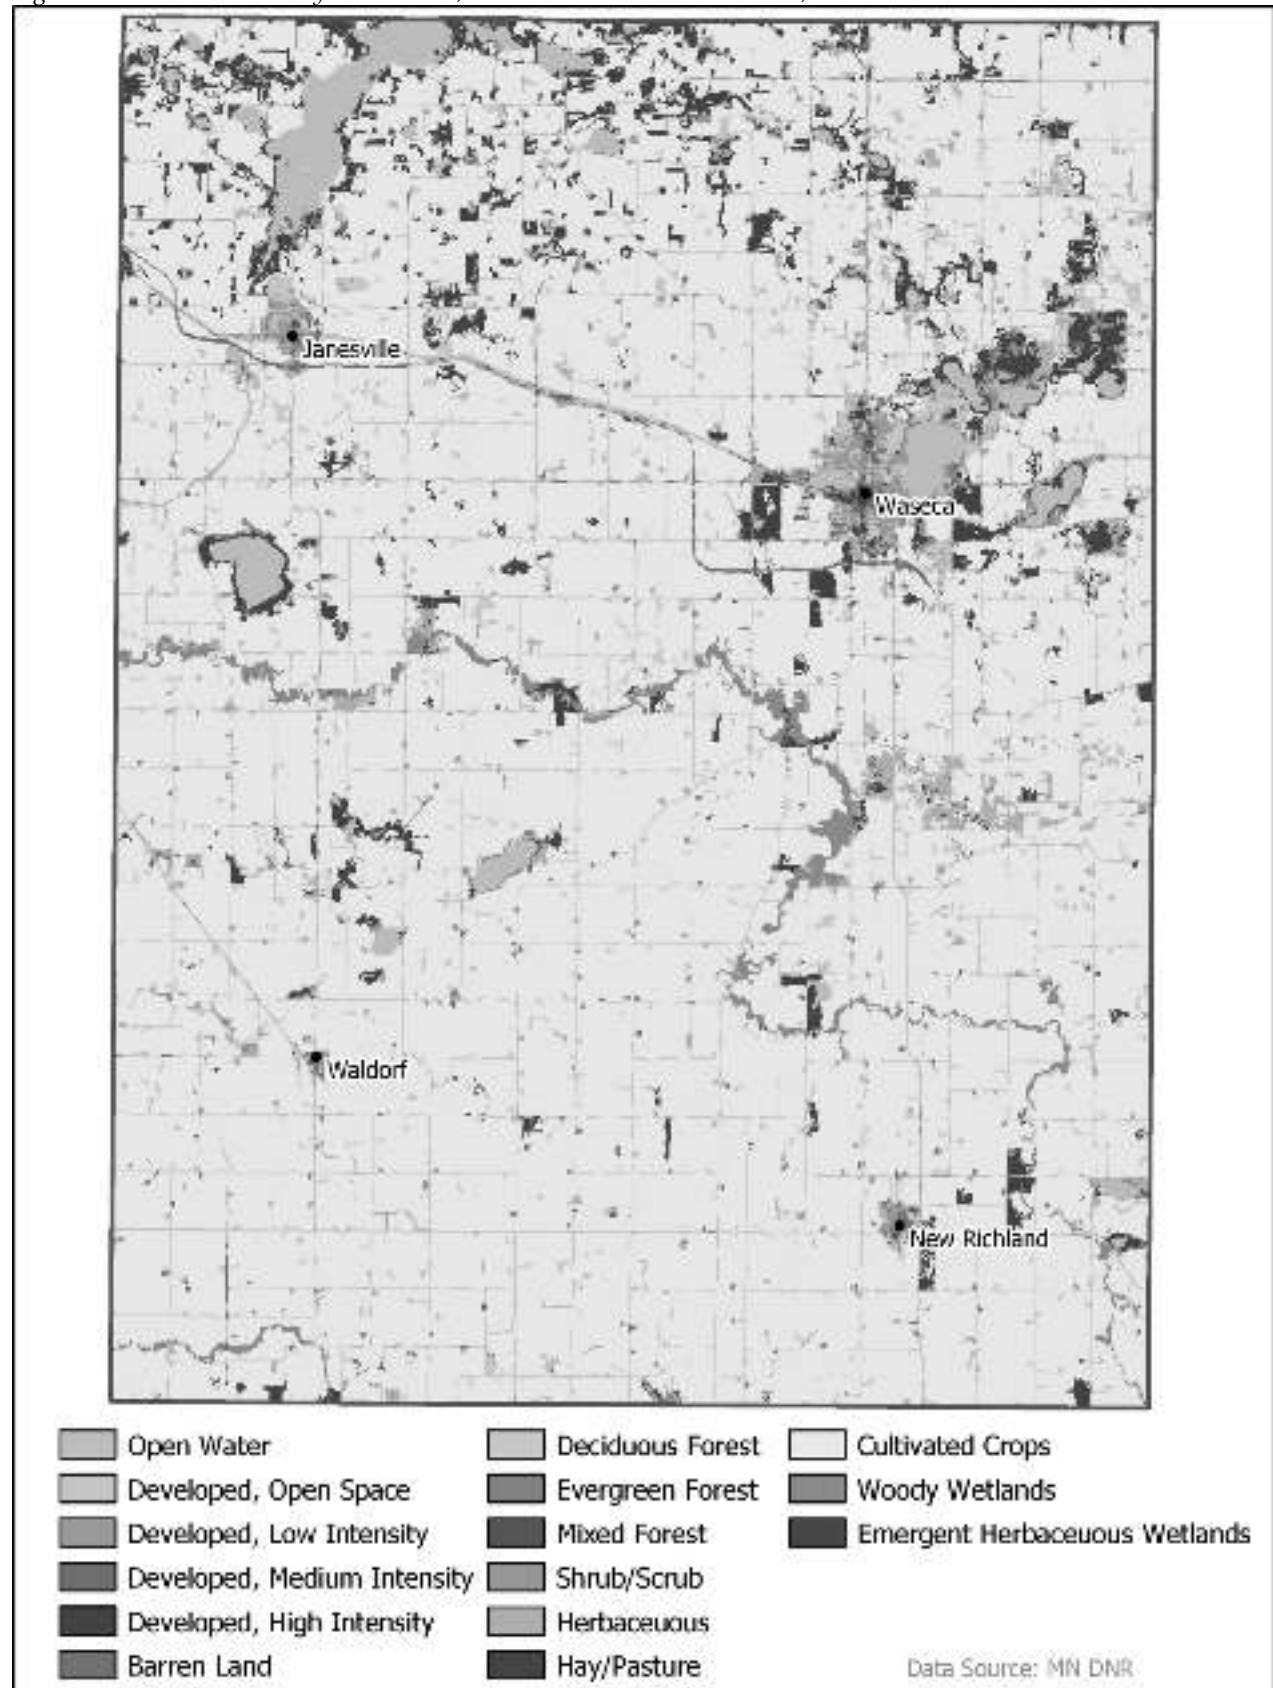 Janesville
Waseca
Waldorf
New Richland
Open Water
Developed, Open Space
Developed, Low Intensity
Developed, Medium Intensity
Developed, High Intensity
Barren Land
Deciduous Forest
Evergreen Forest
Mixed Forest
Shrub/Scrub
Herbaceuous
Hay/Pasture
Cultivated Crops
Woody Wetlands
Emergent Herbaceuous Wetlands
Data Source: MN DNR